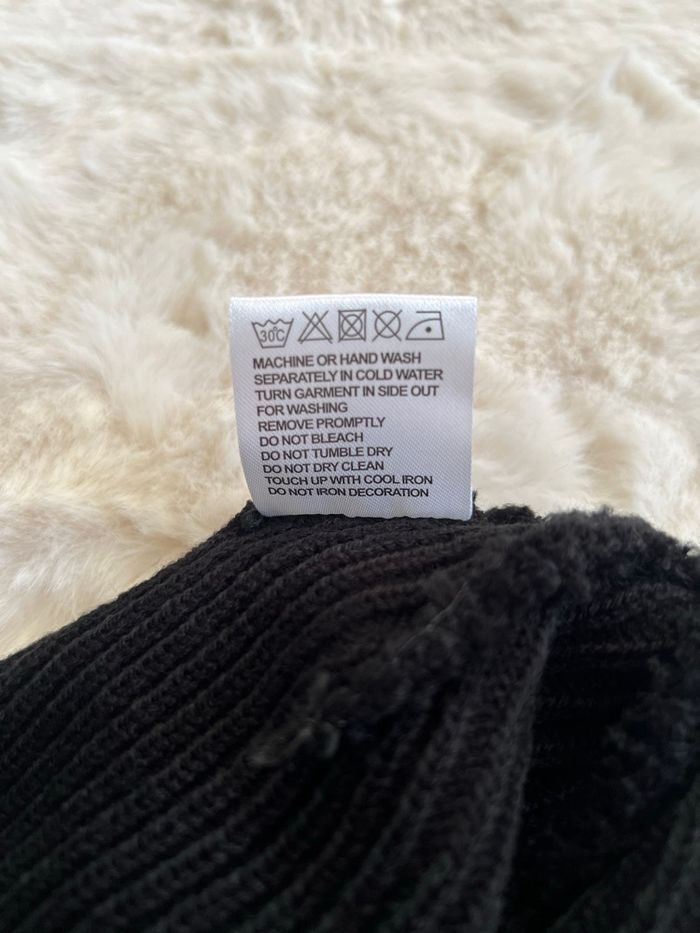 30°C
MACHINE OR HAND WASH
SEPARATELY IN COLD WATER
TURN GARMENT IN SIDE OUT
FOR WASHING
REMOVE PROMPTLY
DO NOT BLEACH
DO NOT TUMBLE DRY
DO NOT DRY CLEAN
TOUCH UP WITH COOL IRON
DO NOT IRON DECORATION